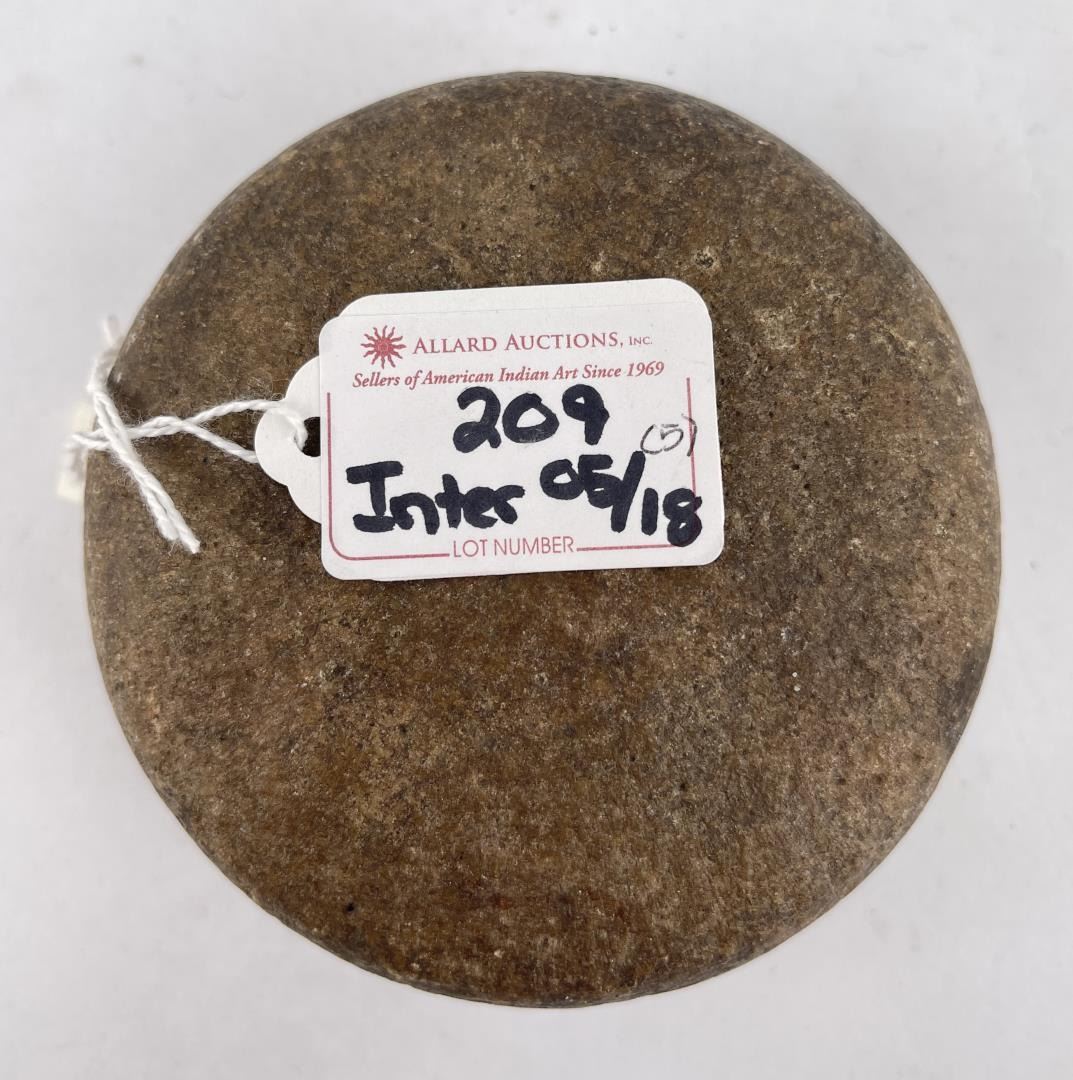 ALLARD AUCTIONS, INC.
Sellers of American Indian Art Since 1969
209
(5)
Inter 05/18
LOT NUMBER